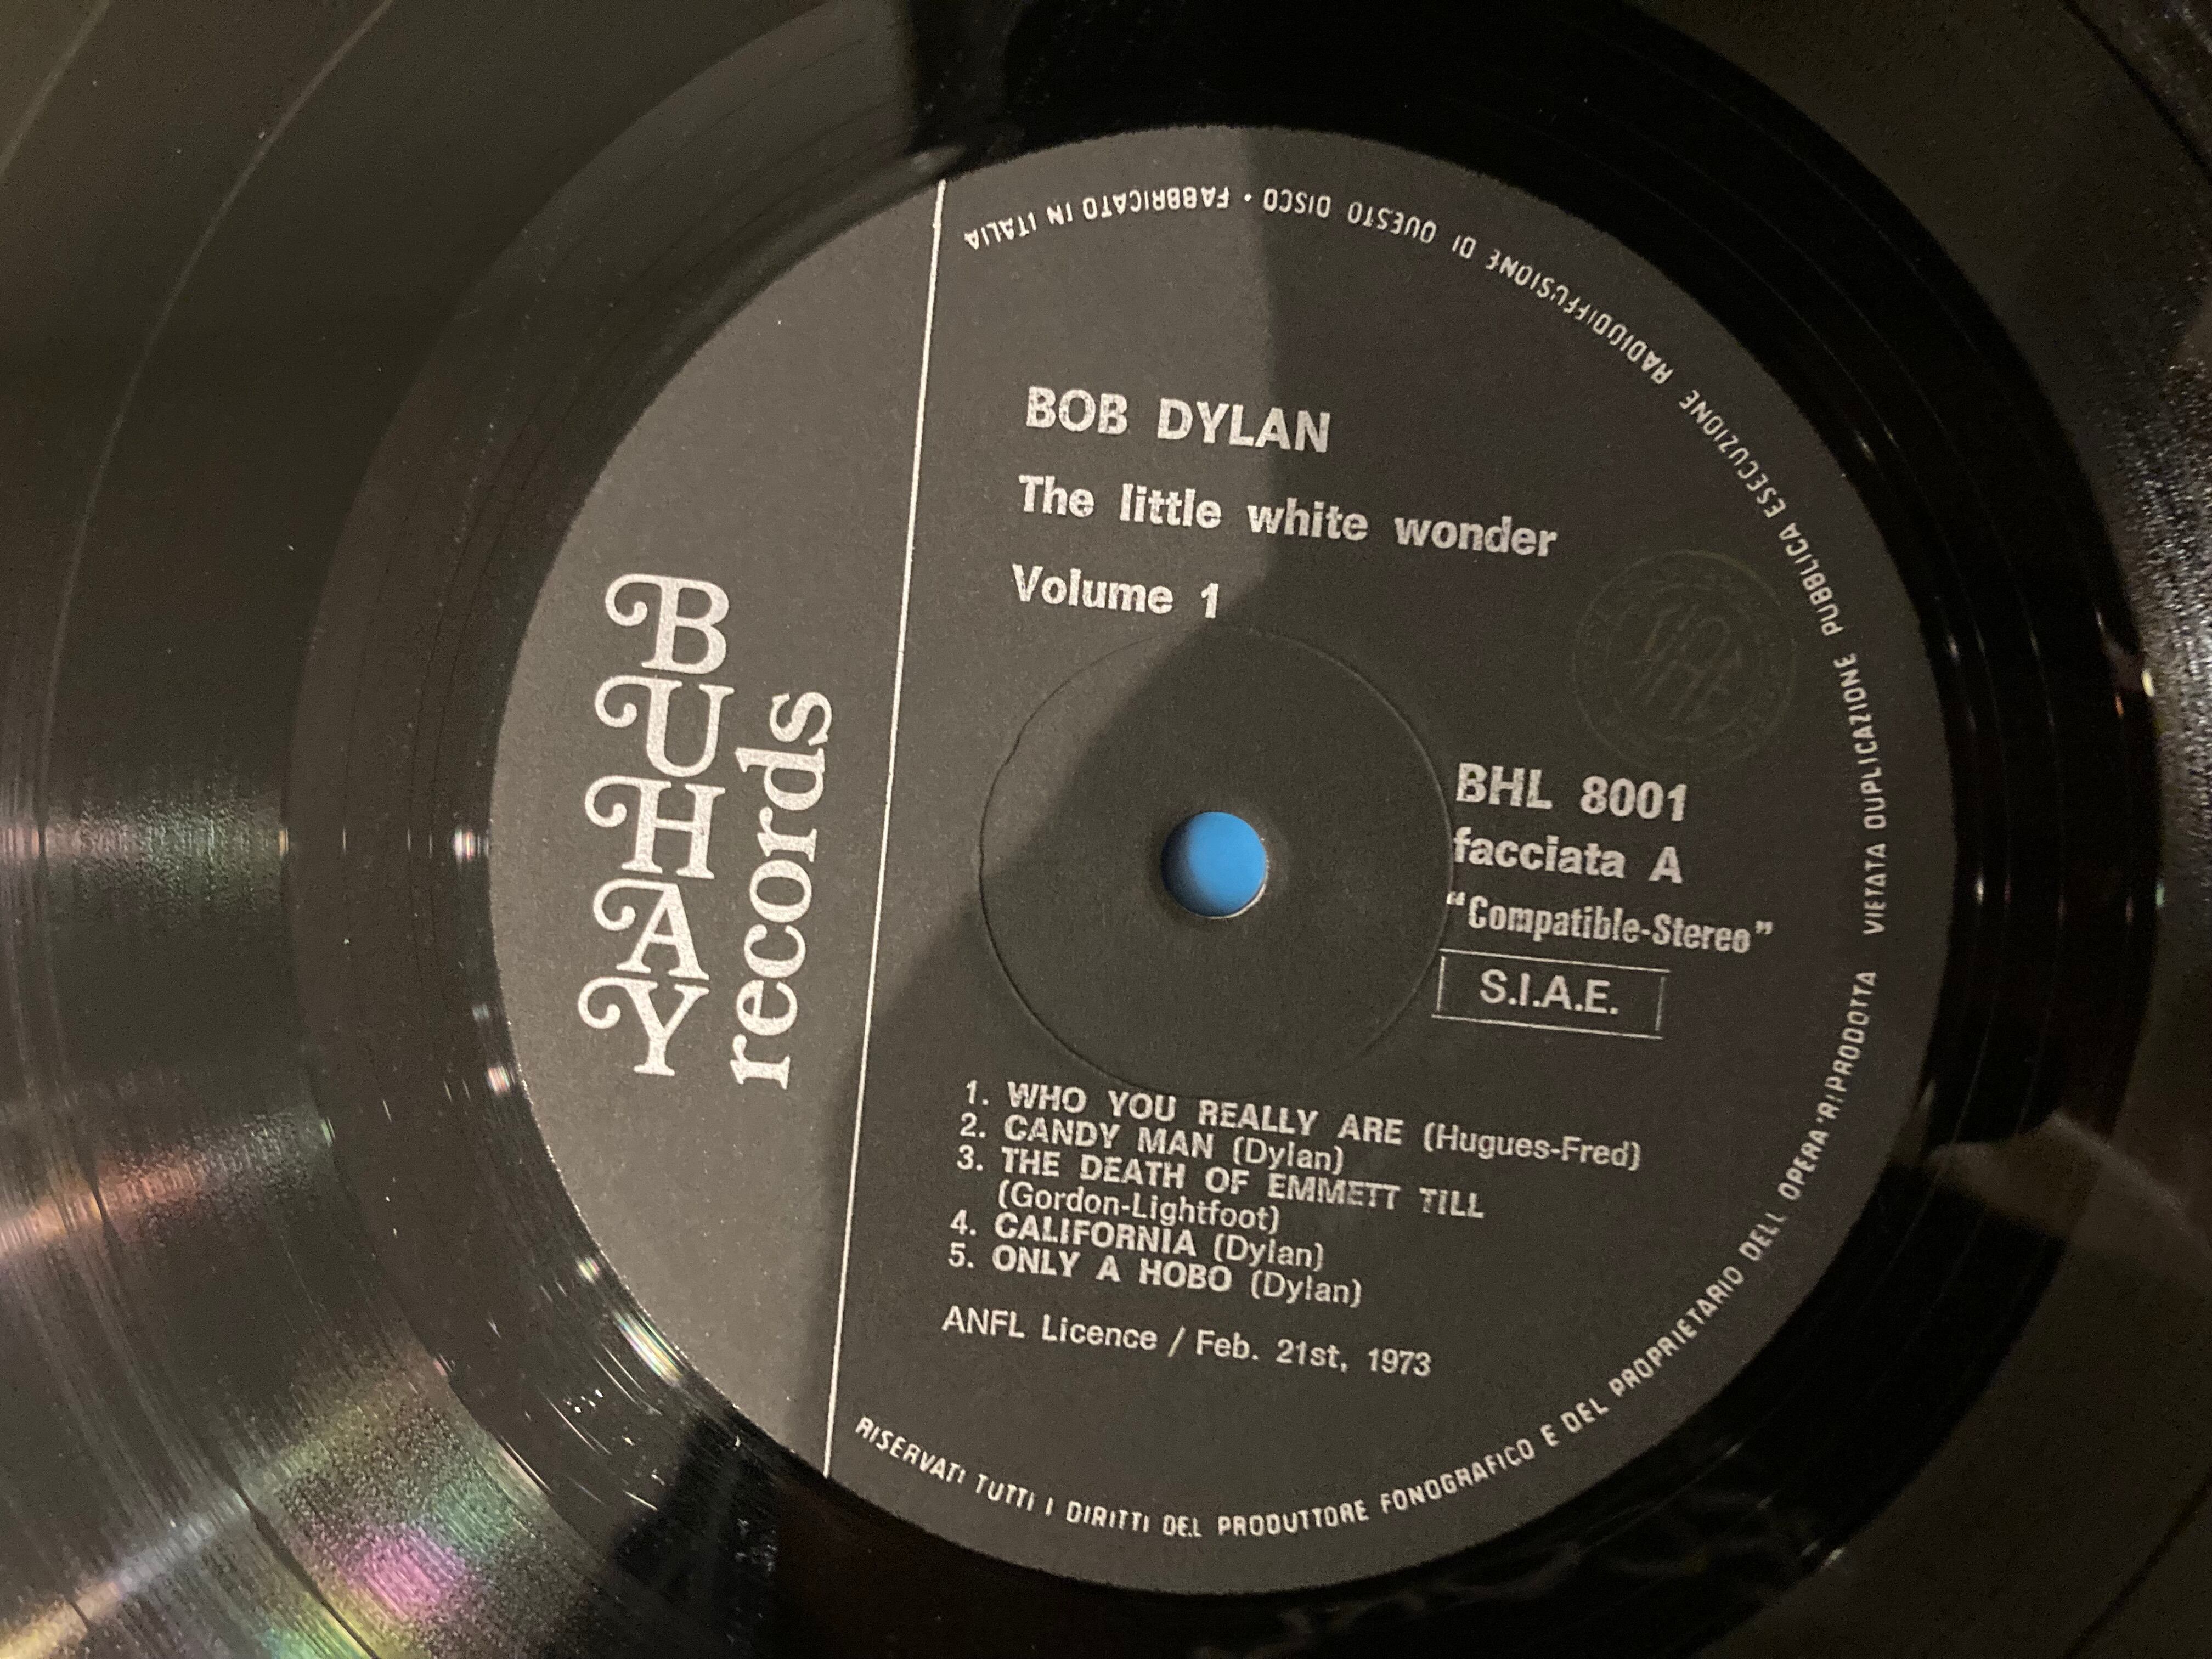 BUHAY
records
BOB DYLAN
The little white wonder
Volume 1
BHL 8001
facciata A
"Compatible-Stereo"
S.I.A.E.
1. WHO YOU REALLY ARE (Hugues-Fred)
2. CANDY MAN (Dylan)
3. THE DEATH OF EMMETT TILL
(Gordon-Lightfoot)
4. CALIFORNIA (Dylan)
5. ONLY A HOBO (Dylan)
ANFL Licence / Feb. 21st, 1973
RISERVATI TUTTI I DIRITTI DEL PRODUTTORE FONOGRAFICO E DEL PROPRIETARIO DELL OPERA RIPRODOTTA VIETATA DUPLICAZIONE PUBBLICA ESECUZIONE RADIODIFFUSIONE DI QUESTO DISCO • FABBRICATO IN ITALIA